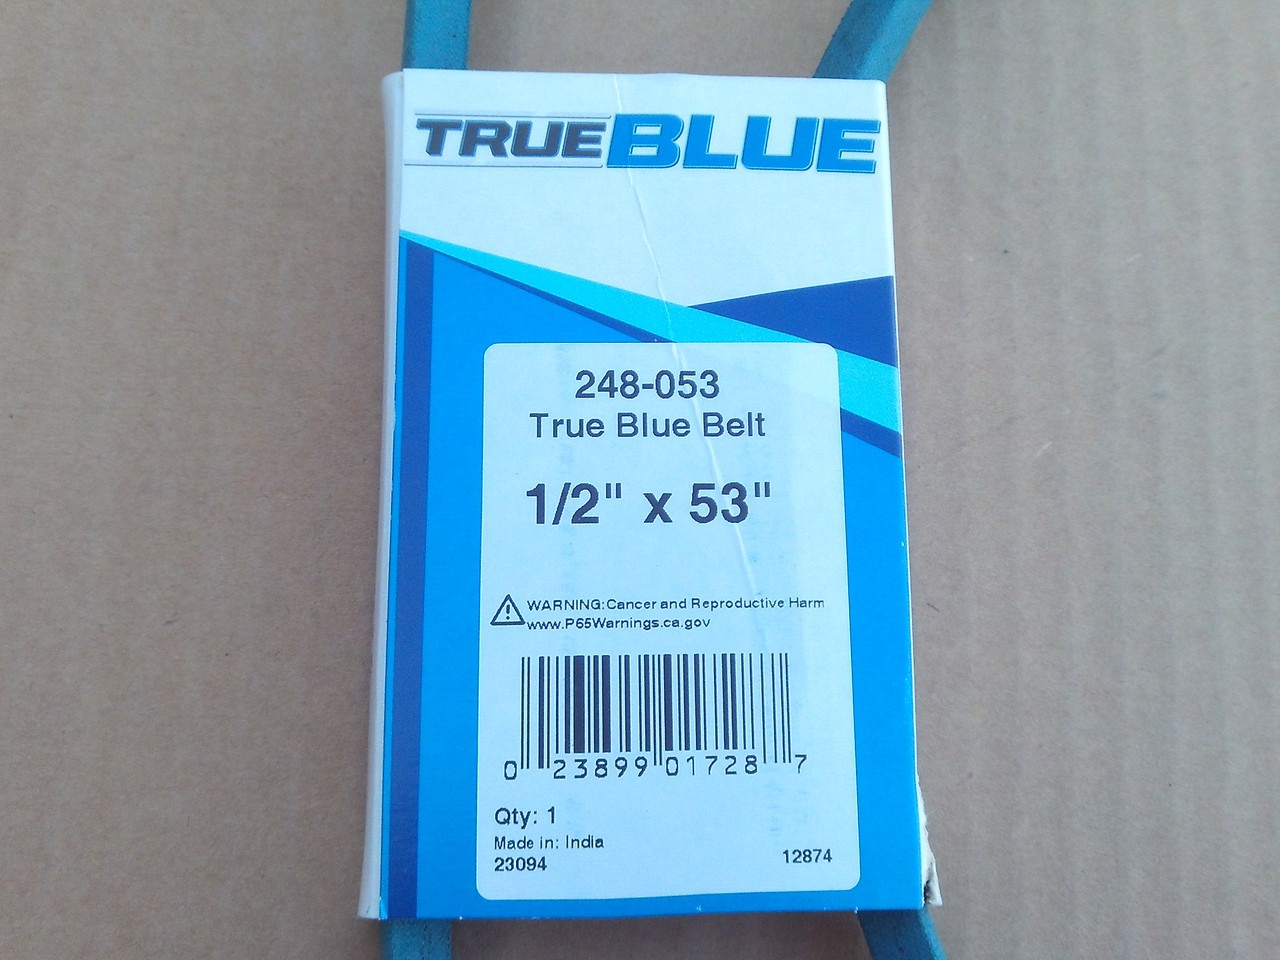 TRUEBLUE
248-053
True Blue Belt
1/2" x 53"
WARNING: Cancer and Reproductive Harm
www.P65Warnings.ca.gov
0 23899 01728 7
Qty: 1
Made in: India
23094 12874